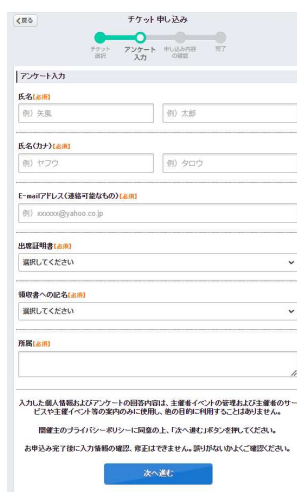 く戻る
チケット申し込み
チケット
選択
アンケート
入力
申し込み内容
の確認
完了
アンケート入力
氏名[必須]
例）矢風
例）太郎
氏名(カナ)[必須]
例）ヤフウ
例）タロウ
E-mailアドレス(連絡可能なもの)[必須]
例）xxxxxx@yahoo.co.jp
出席証明書[必須]
選択してください
領収書への記名[必須]
選択してください
所属[必須]
入力した個人情報およびアンケートの回答内容は、主催者イベントの管理および主催者のサー
ビスや主催イベント等の案内のみに使用し、他の目的に利用することはありません。
開催主のプライバシーポリシーに同意の上、「次へ進む」ボタンを押してください。
お申込み完了後に入力情報の確認、修正はできません。誤りがないかよくご確認ください。
次へ進む